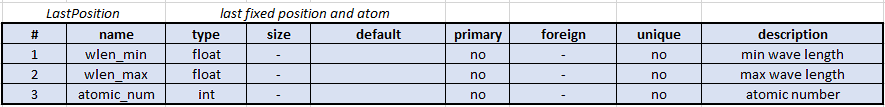 LastPosition last fixed position and atom
# name type size default primary foreign unique description
1 wlen_min float - no - no min wave length
2 wlen_max float - no - no max wave length
3 atomic_num int - no - no atomic number